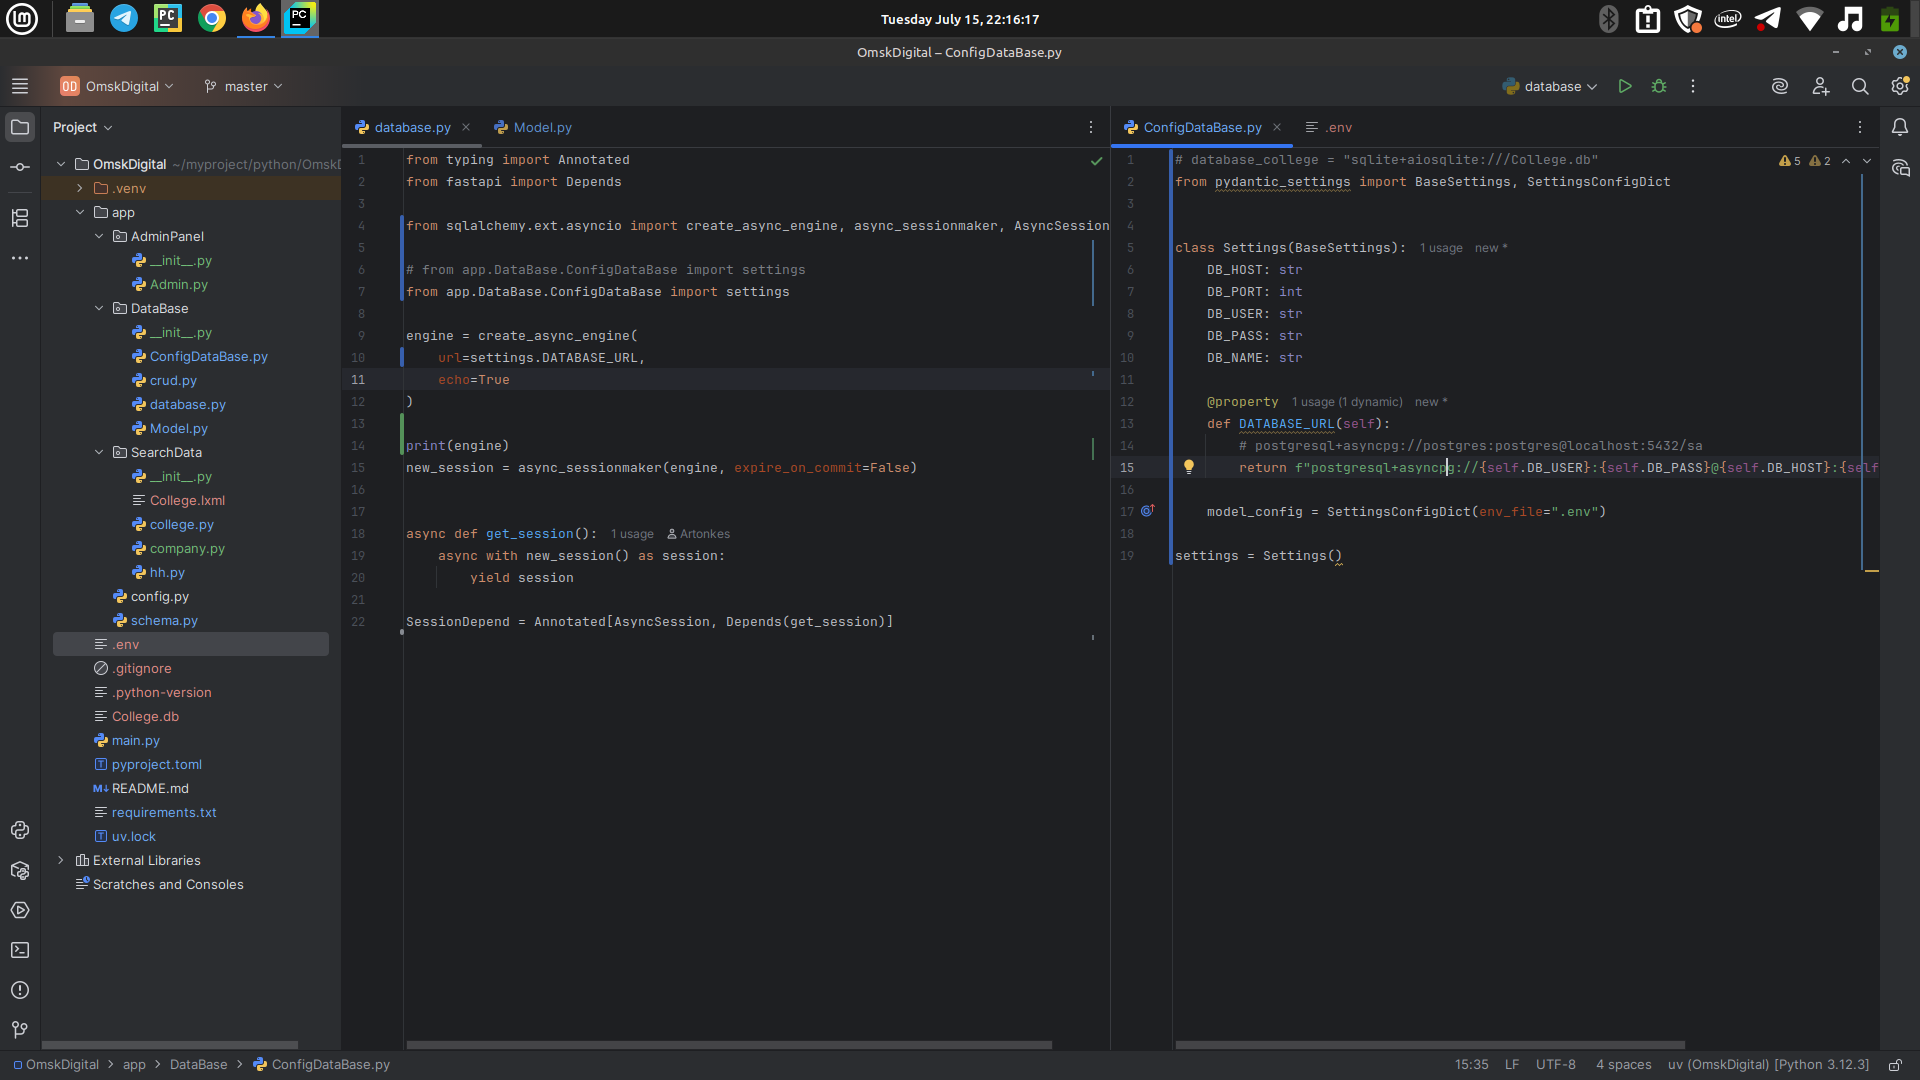 Tuesday July 15, 22:16:17
OmskDigital – ConfigDataBase.py
OD OmskDigital
master
database
Project
OmskDigital ~/myproject/python/Omsk
.venv
app
AdminPanel
__init__.py
Admin.py
DataBase
__init__.py
ConfigDataBase.py
crud.py
database.py
Model.py
SearchData
__init__.py
College.lxml
college.py
company.py
hh.py
config.py
schema.py
.env
.gitignore
.python-version
College.db
main.py
pyproject.toml
README.md
requirements.txt
uv.lock
External Libraries
Scratches and Consoles
database.py
Model.py
1 from typing import Annotated
2 from fastapi import Depends
3
4 from sqlalchemy.ext.asyncio import create_async_engine, async_sessionmaker, AsyncSession
5
6 # from app.DataBase.ConfigDataBase import settings
7 from app.DataBase.ConfigDataBase import settings
8
9 engine = create_async_engine(
10 url=settings.DATABASE_URL,
11 echo=True
12 )
13
14 print(engine)
15 new_session = async_sessionmaker(engine, expire_on_commit=False)
16
17
18 async def get_session(): 1 usage Artonkes
19 async with new_session() as session:
20 yield session
21
22 SessionDepend = Annotated[AsyncSession, Depends(get_session)]
ConfigDataBase.py
.env
5 2
1 # database_college = "sqlite+aiosqlite:///College.db"
2 from pydantic_settings import BaseSettings, SettingsConfigDict
3
4
5 class Settings(BaseSettings): 1 usage new *
6 DB_HOST: str
7 DB_PORT: int
8 DB_USER: str
9 DB_PASS: str
10 DB_NAME: str
11
12 @property 1 usage (1 dynamic) new *
13 def DATABASE_URL(self):
14 # postgresql+asyncpg://postgres:postgres@localhost:5432/sa
15 return f"postgresql+asyncpg://{self.DB_USER}:{self.DB_PASS}@{self.DB_HOST}:{self
16
17 model_config = SettingsConfigDict(env_file=".env")
18
19 settings = Settings()
OmskDigital > app > DataBase > ConfigDataBase.py
15:35 LF UTF-8 4 spaces uv (OmskDigital) [Python 3.12.3]